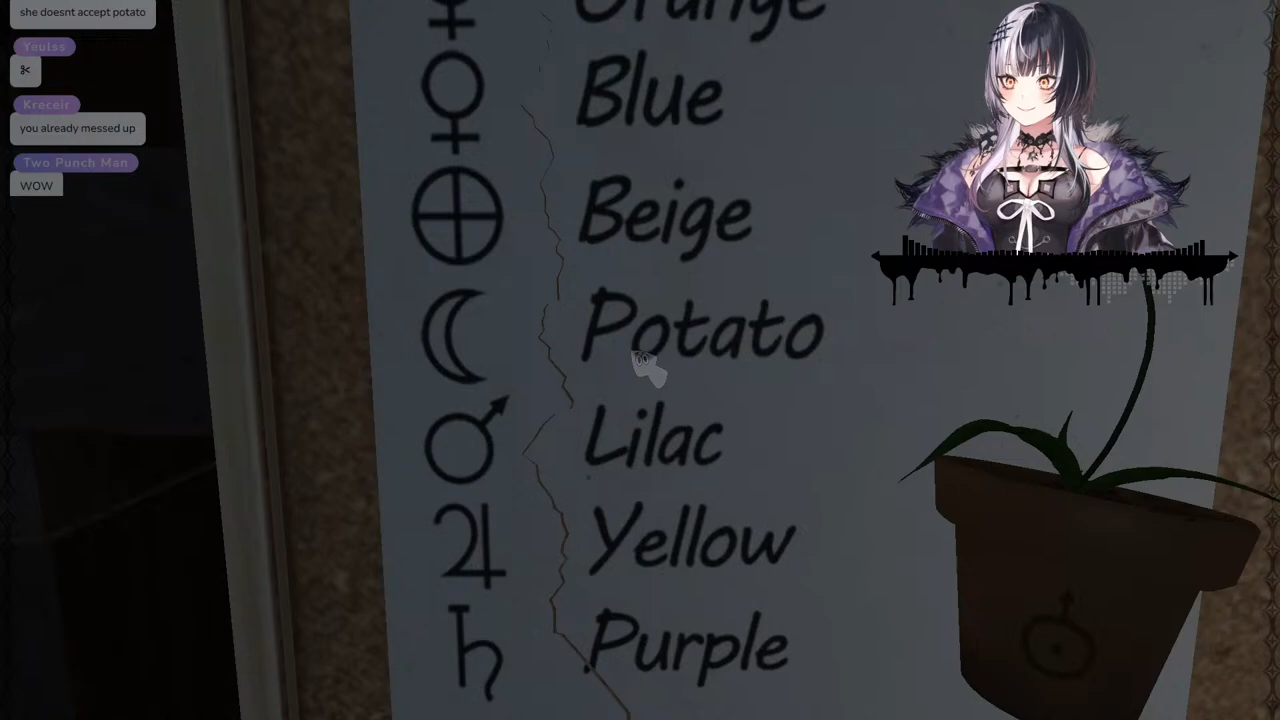 she doesnt accept potato
Yeulss
Kreceir
you already messed up
Two Punch Man
WOW
Orange
Blue
Beige
Potato
Lilac
Yellow
Purple